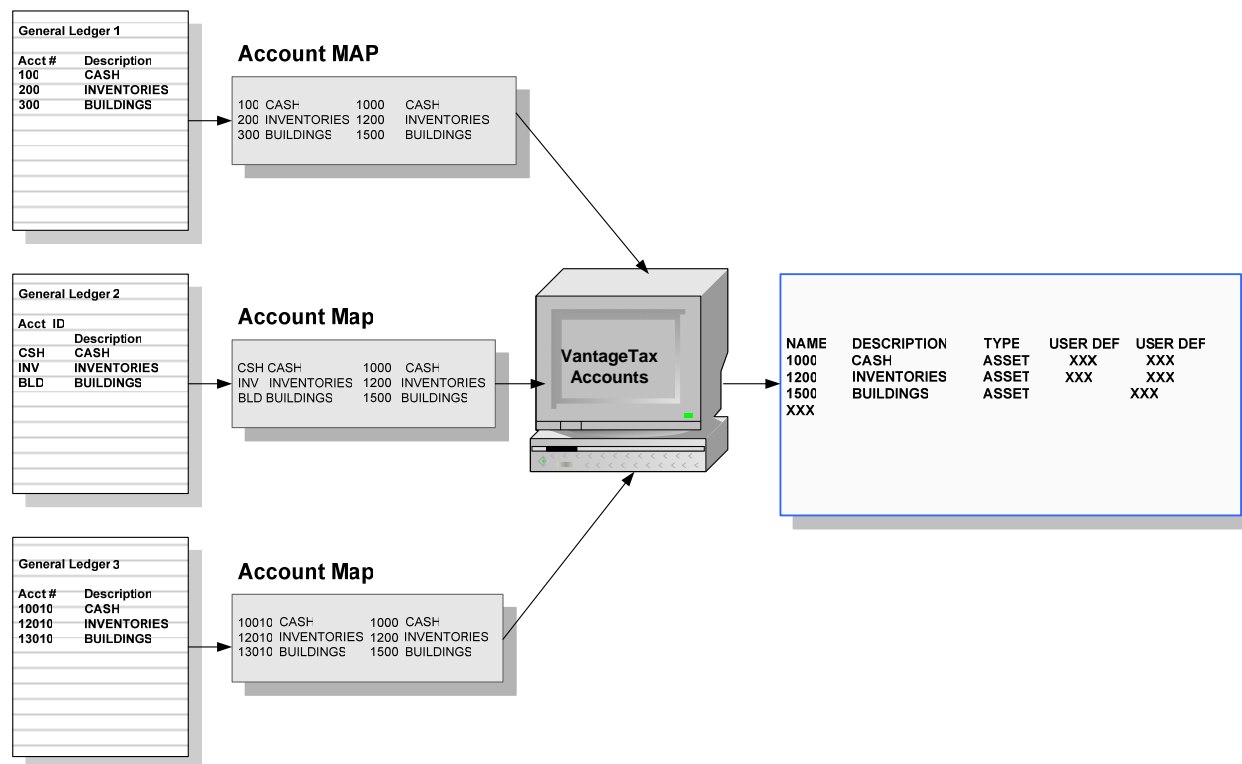 General Ledger 1
Acct # Description
100 CASH
200 INVENTORIES
300 BUILDINGS
Account MAP
100 CASH 1000 CASH
200 INVENTORIES 1200 INVENTORIES
300 BUILDINGS 1500 BUILDINGS
General Ledger 2
Acct ID
Description
CSH CASH
INV INVENTORIES
BLD BUILDINGS
Account Map
CSH CASH 1000 CASH
INV INVENTORIES 1200 INVENTORIES
BLD BUILDINGS 1500 BUILDINGS
General Ledger 3
Acct # Description
10010 CASH
12010 INVENTORIES
13010 BUILDINGS
Account Map
10010 CASH 1000 CASH
12010 INVENTORIES 1200 INVENTORIES
13010 BUILDINGS 1500 BUILDINGS
VantageTax
Accounts
NAME DESCRIPTION TYPE USER DEF USER DEF
1000 CASH ASSET XXX XXX
1200 INVENTORIES ASSET XXX XXX
1500 BUILDINGS ASSET XXX
XXX